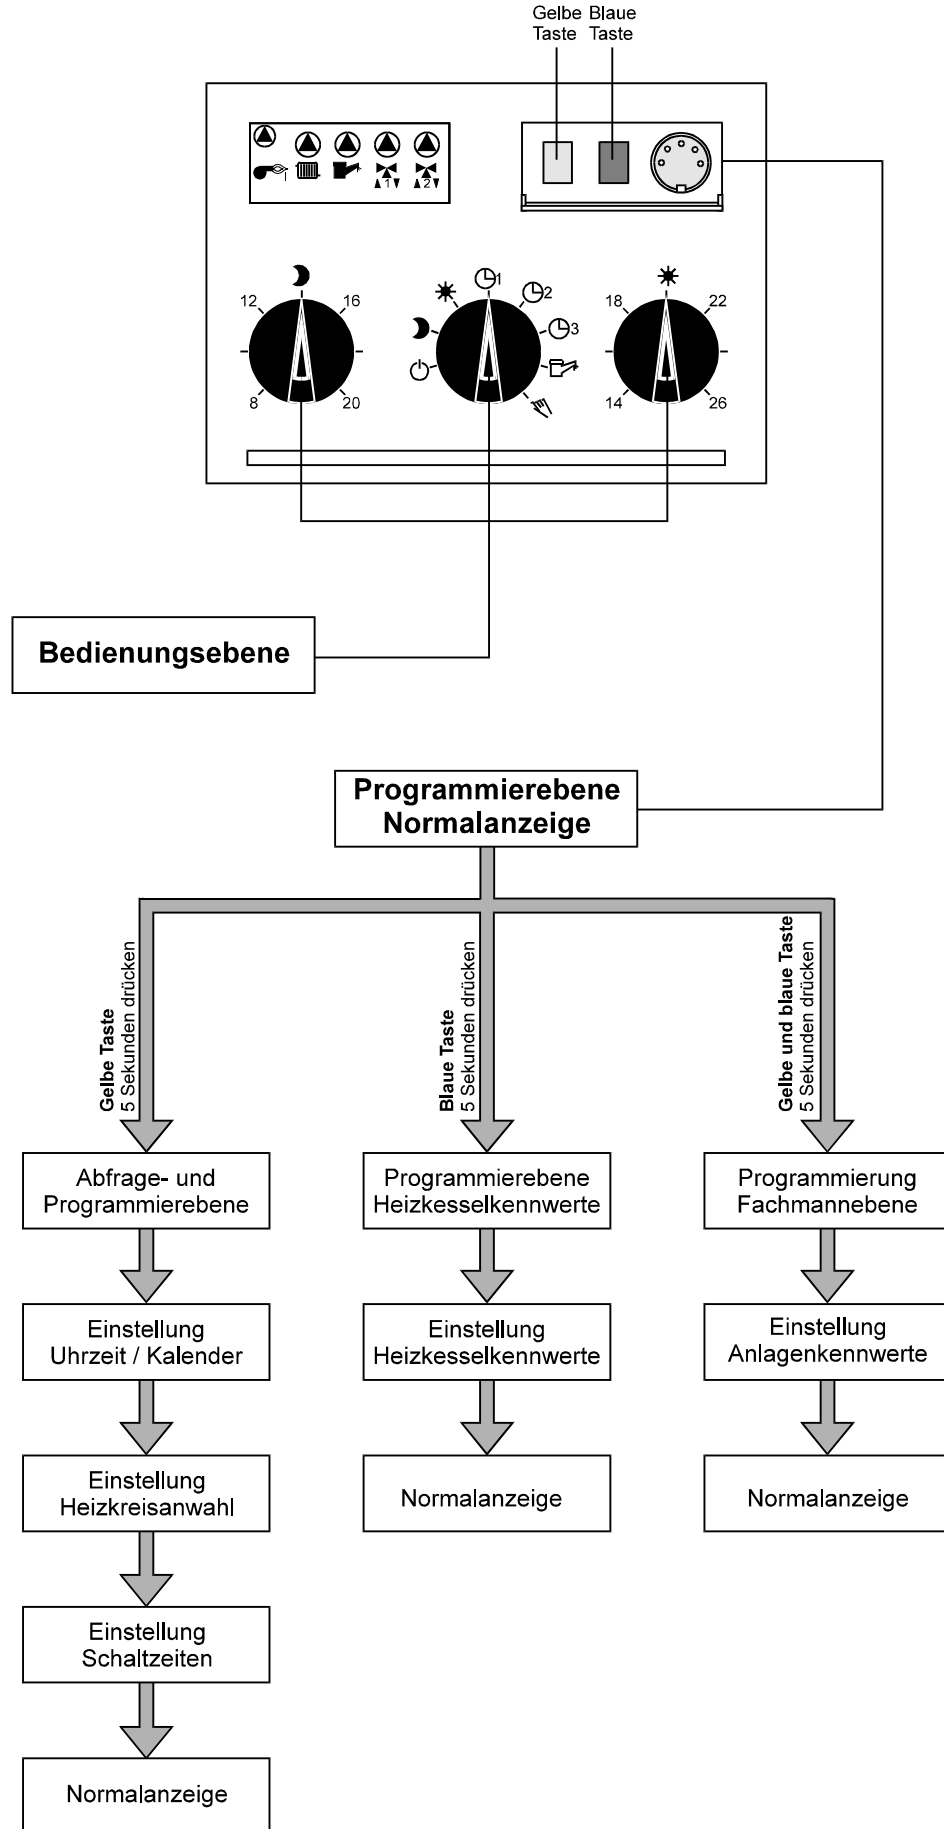 Gelbe Blaue
Taste Taste
1 2
1 2
12 16
3
18 22
8 20
14 26
Bedienungsebene
Programmierebene
Normalanzeige
Gelbe Taste
5 Sekunden drücken
Blaue Taste
5 Sekunden drücken
Gelbe und blaue Taste
5 Sekunden drücken
Abfrage- und
Programmierebene
Programmierebene
Heizkesselkennwerte
Programmierung
Fachmannebene
Einstellung
Uhrzeit / Kalender
Einstellung
Heizkesselkennwerte
Einstellung
Anlagenkennwerte
Einstellung
Heizkreisanwahl
Normalanzeige
Normalanzeige
Einstellung
Schaltzeiten
Normalanzeige